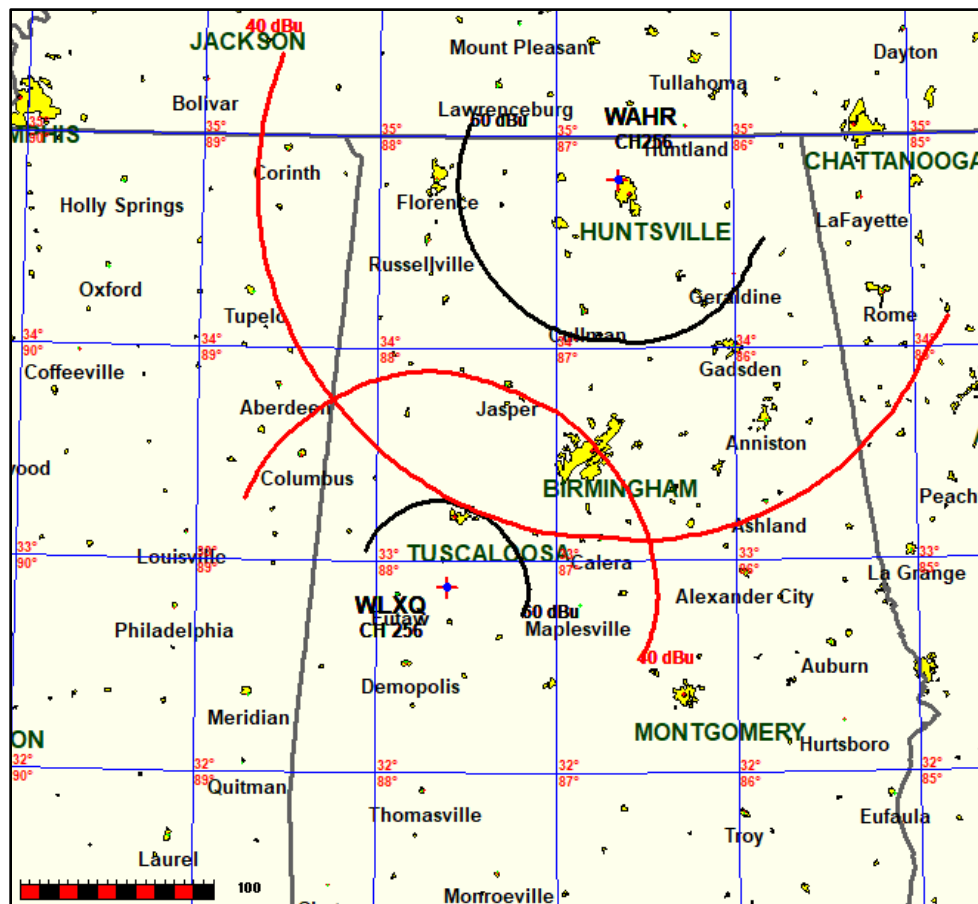 40 dBu
JACKSON
Mount Pleasant
Dayton
Tullahoma
Bolivar
Lawrenceburg
60 dBu
WAHR
CH256
35°
90°
MPHIS
35°
89°
35°
88°
35°
87°
Huntland
35°
86°
35°
85°
CHATTANOOGA
Corinth
Holly Springs
Florence
LaFayette
HUNTSVILLE
Russellville
Oxford
Geraldine
Tupelo
Rome
Cullman
34°
90°
34°
89°
34°
88°
34°
87°
34°
86°
34°
85°
Coffeeville
Gadsden
Aberdeen
Jasper
Anniston
wood
Columbus
BIRMINGHAM
Peach
Ashland
33°
90°
Louisville
33°
89°
33°
88°
TUSCALOOSA
33°
87°
Calera
33°
86°
33°
85°
La Grange
WLXQ
CH 256
Eutaw
60 dBu
Alexander City
Philadelphia
Maplesville
40 dBu
Auburn
Demopolis
Meridian
MONTGOMERY
Hurtsboro
ON
32°
90°
32°
89°
32°
88°
32°
87°
32°
86°
32°
85°
Quitman
Thomasville
Eufaula
Troy
Laurel
100
Monroeville